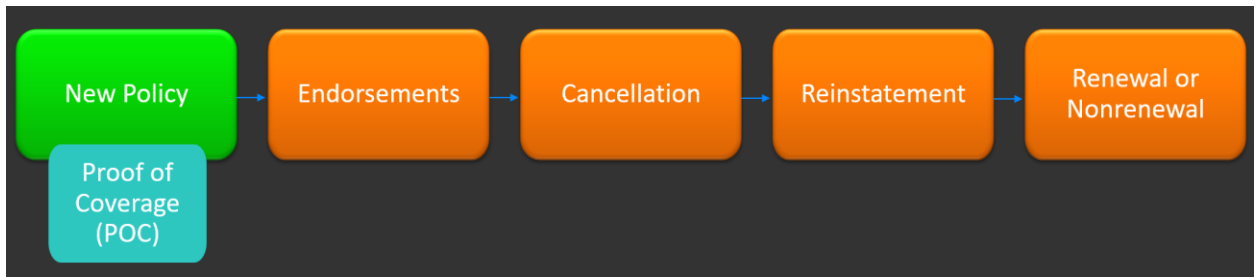 New Policy
Proof of
Coverage
(POC)
Endorsements
Cancellation
Reinstatement
Renewal or
Nonrenewal